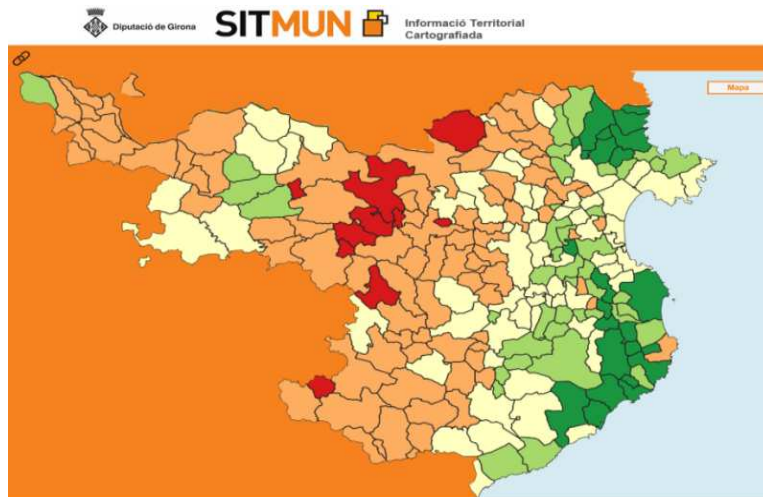 Diputació de Girona
SITMUN
Informació Territorial
Cartografiada
Mapa